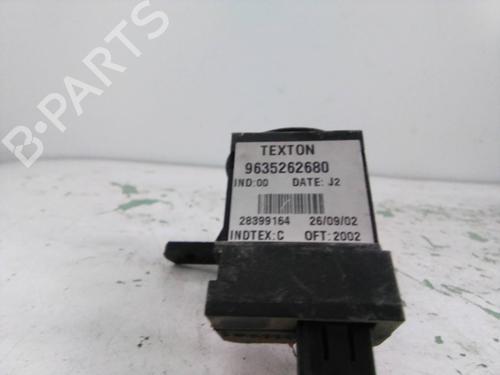 TEXTON
9635262680
IND:00 DATE: J2
28399164 26/09/02
INDTEX:C OFT:2002
B-PARTS